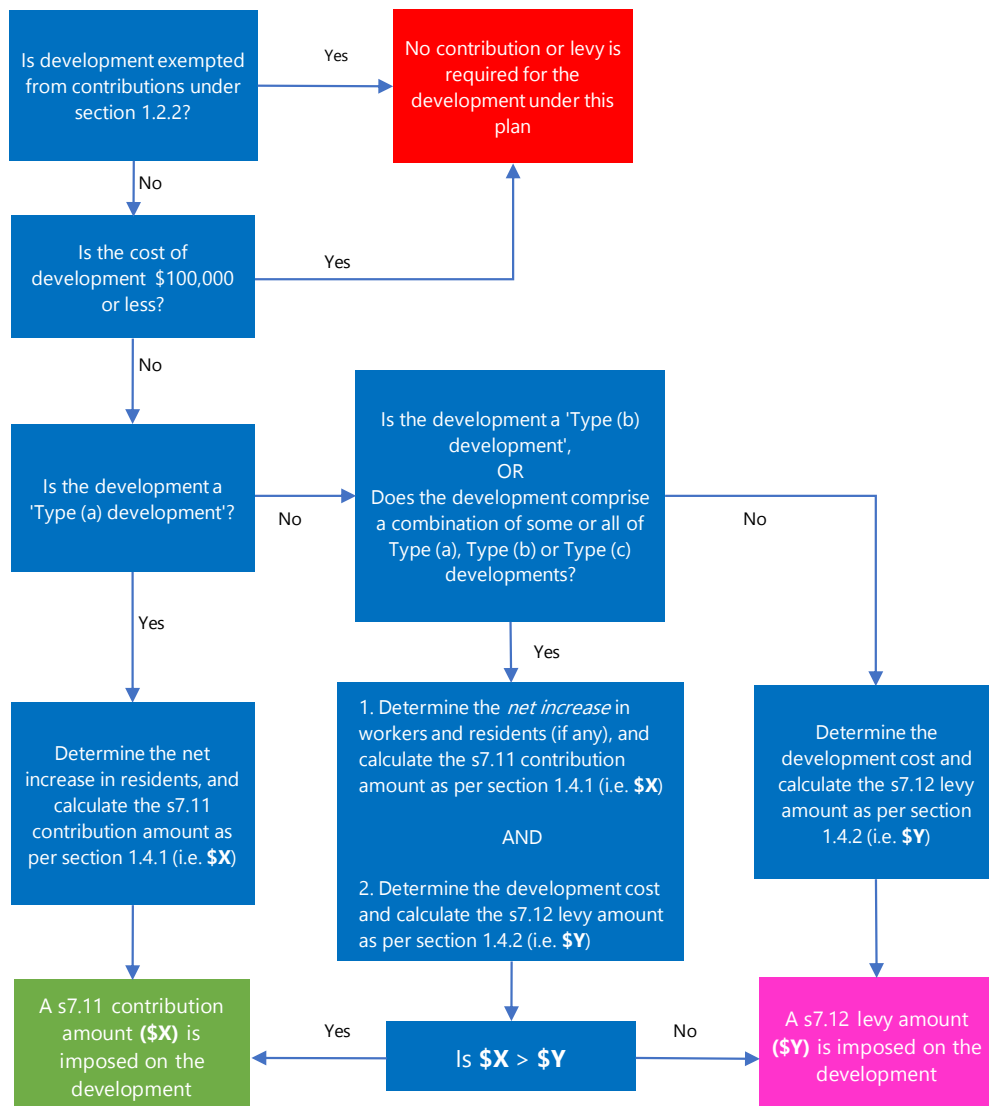 Is development exempted
from contributions under
section 1.2.2?
Yes
No contribution or levy is
required for the
development under this
plan
No
Is the cost of
development $100,000
or less?
Yes
No
Is the development a
'Type (a) development'?
No
Is the development a 'Type (b)
development',
OR
Does the development comprise
a combination of some or all of
Type (a), Type (b) or Type (c)
developments?
No
Yes
Yes
Determine the net
increase in residents, and
calculate the s7.11
contribution amount as
per section 1.4.1 (i.e. $X)
1. Determine the net increase in
workers and residents (if any), and
calculate the s7.11 contribution
amount as per section 1.4.1 (i.e. $X)
AND
2. Determine the development cost
and calculate the s7.12 levy amount
as per section 1.4.2 (i.e. $Y)
Determine the
development cost and
calculate the s7.12 levy
amount as per section
1.4.2 (i.e. $Y)
A s7.11 contribution
amount ($X) is
imposed on the
development
Yes
Is $X > $Y
No
A s7.12 levy amount
($Y) is imposed on the
development